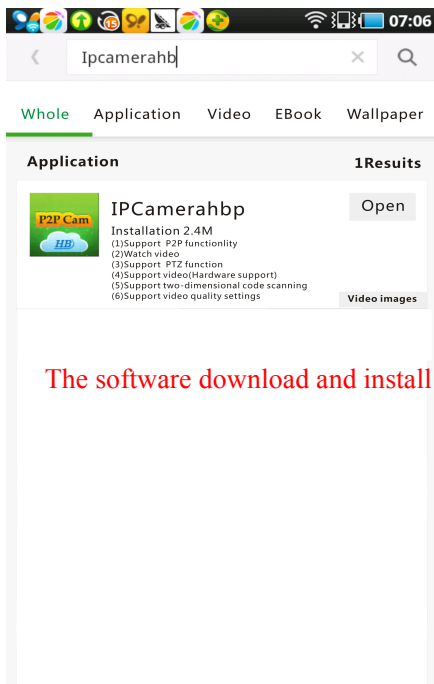 15
07:06
Ipcamerahb
Whole Application Video EBook Wallpaper
Application 1Resuits
P2P Cam
HB
IPCamerahbp
Open
Installation 2.4M
(1)Support P2P functionlity
(2)Watch video
(3)Support PTZ function
(4)Support video(Hardware support)
(5)Support two-dimensional code scanning
(6)Support video quality settings
Video images
The software download and install